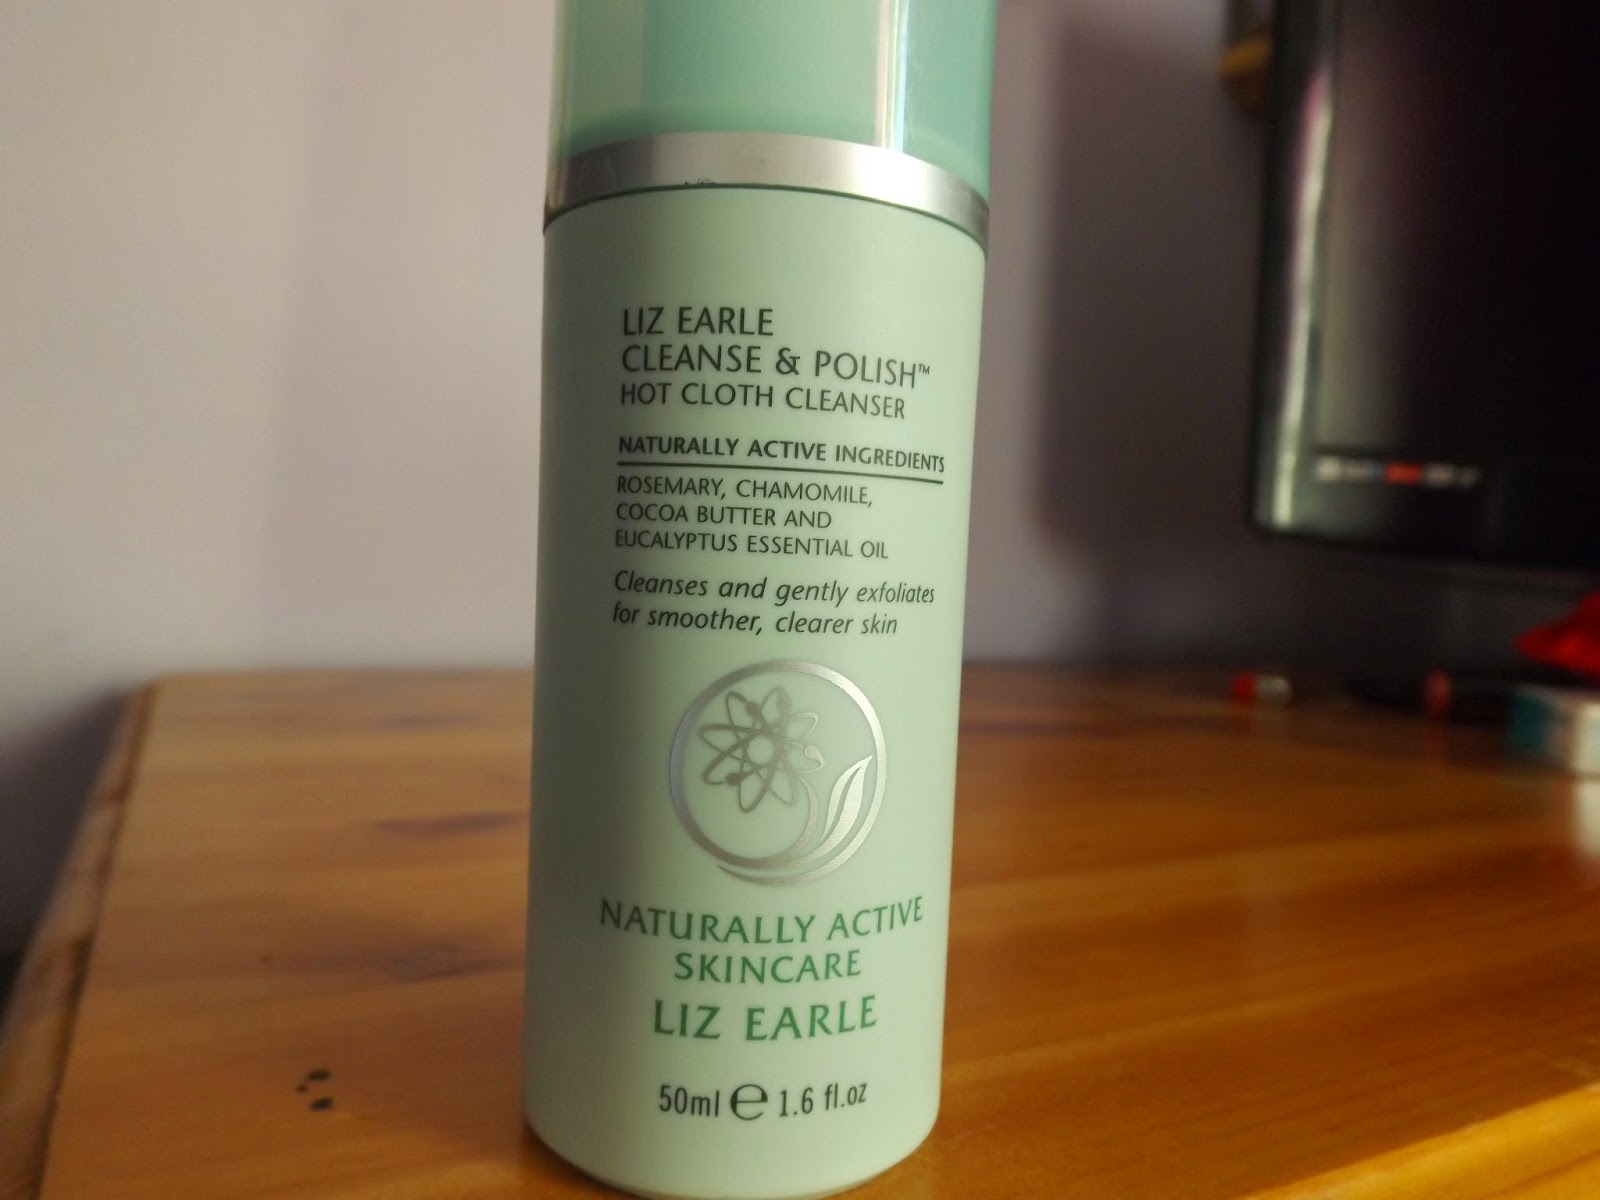 LIZ EARLE
CLEANSE & POLISH™
HOT CLOTH CLEANSER
NATURALLY ACTIVE INGREDIENTS
ROSEMARY, CHAMOMILE,
COCOA BUTTER AND
EUCALYPTUS ESSENTIAL OIL
Cleanses and gently exfoliates
for smoother, clearer skin
NATURALLY ACTIVE
SKINCARE
LIZ EARLE
50ml ℮ 1.6 fl.oz